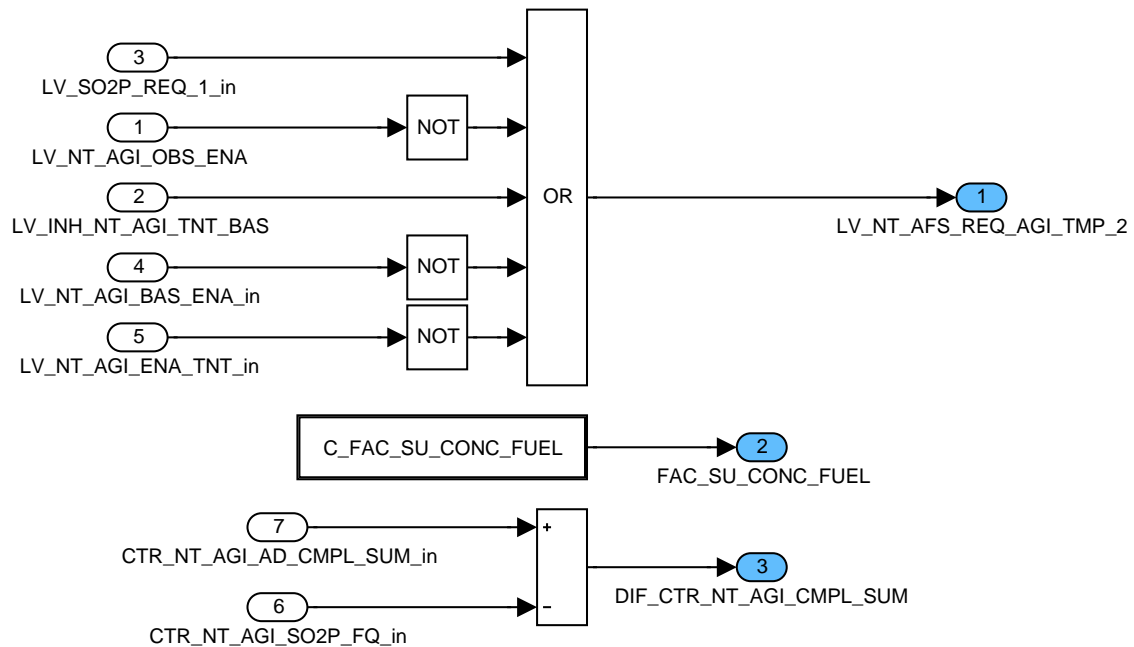 3
LV_SO2P_REQ_1_in
1
NOT
LV_NT_AGI_OBS_ENA
2
OR
1
LV_INH_NT_AGI_TNT_BAS
LV_NT_AFS_REQ_AGI_TMP_2
4
NOT
LV_NT_AGI_BAS_ENA_in
5
NOT
LV_NT_AGI_ENA_TNT_in
C_FAC_SU_CONC_FUEL
2
FAC_SU_CONC_FUEL
7
+
CTR_NT_AGI_AD_CMPL_SUM_in
3
DIF_CTR_NT_AGI_CMPL_SUM
6
−
CTR_NT_AGI_SO2P_FQ_in